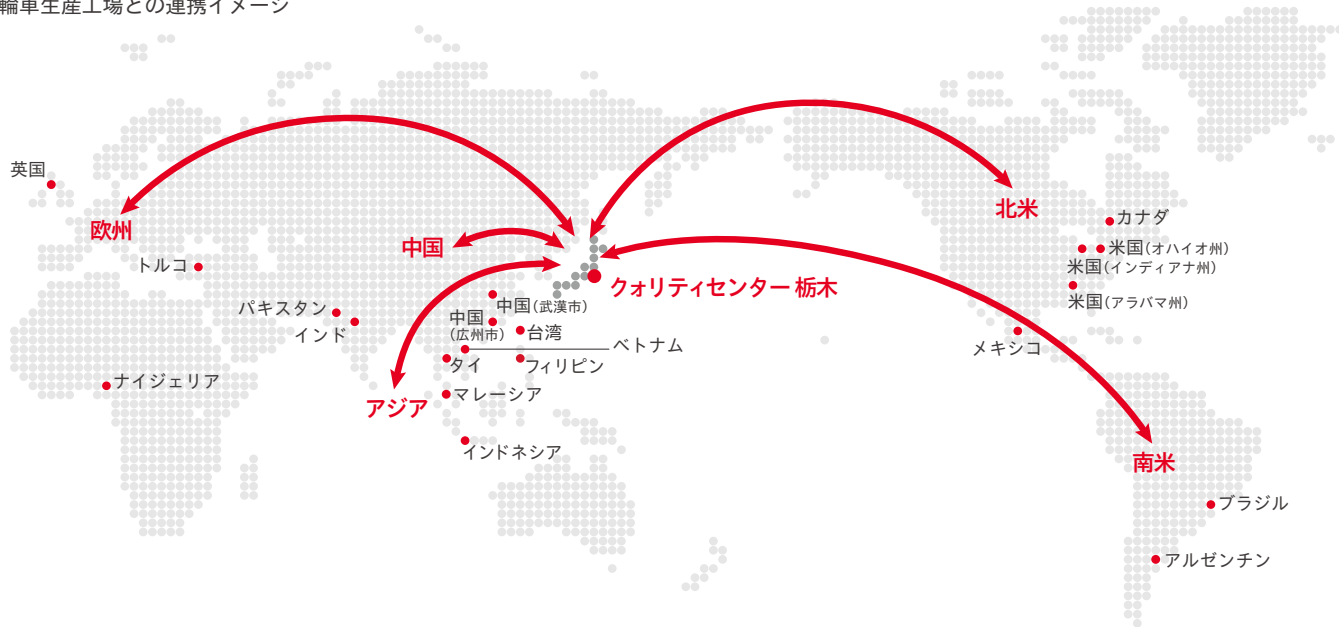 輪車生産工場との連携イメージ
英国
欧州
トルコ
中国
パキスタン
インド
ナイジェリア
アジア
中国(武漢市)
中国
(広州市)
台湾
ベトナム
タイ
フィリピン
マレーシア
インドネシア
クォリティセンター 栃木
北米
カナダ
米国(オハイオ州)
米国(インディアナ州)
米国(アラバマ州)
メキシコ
南米
ブラジル
アルゼンチン